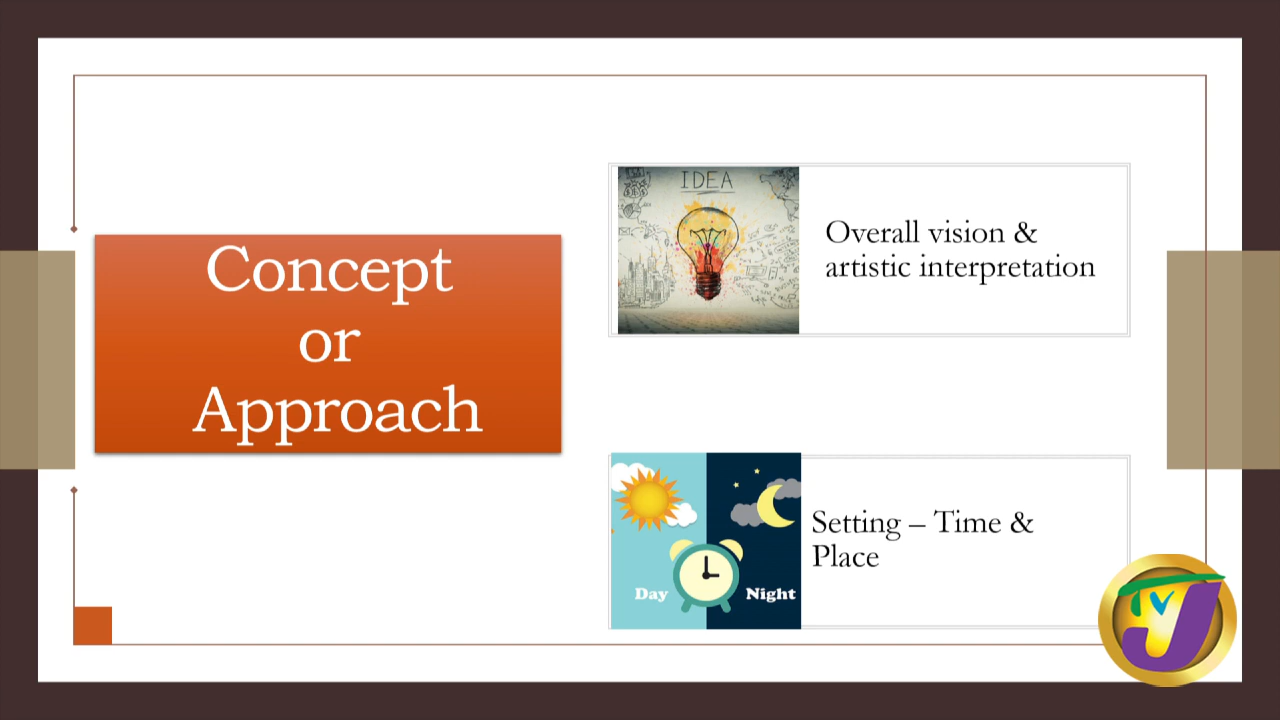 Concept
or
Approach
IDEA
Overall vision &
artistic interpretation
Day
Night
Setting – Time &
Place
TVJ